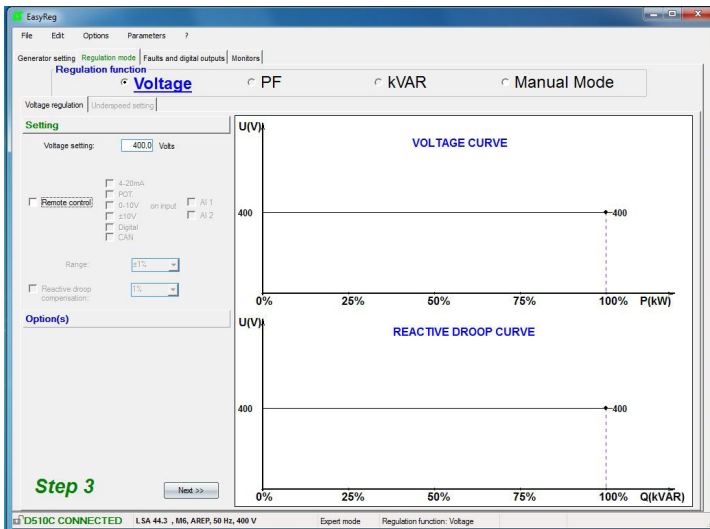 EasyReg
File Edit Options Parameters ?
Generator setting Regulation mode Faults and digital outputs Monitors
Regulation function
Voltage PF kVAR Manual Mode
Voltage regulation Underspeed setting
Setting
Voltage setting: 400,0 Volts
Remote control
4-20mA
POT.
0-10V
±10V
Digital
CAN
on input
AI 1
AI 2
Range: ±1%
Reactive droop
compensation: 1%
Option(s)
Step 3
Next >>
U(V)
VOLTAGE CURVE
400 400
0% 25% 50% 75% 100% P(kW)
U(V)
REACTIVE DROOP CURVE
400 400
0% 25% 50% 75% 100% Q(kVAR)
D510C CONNECTED LSA 44.3 , M6, AREP, 50 Hz, 400 V Expert mode Regulation function: Voltage